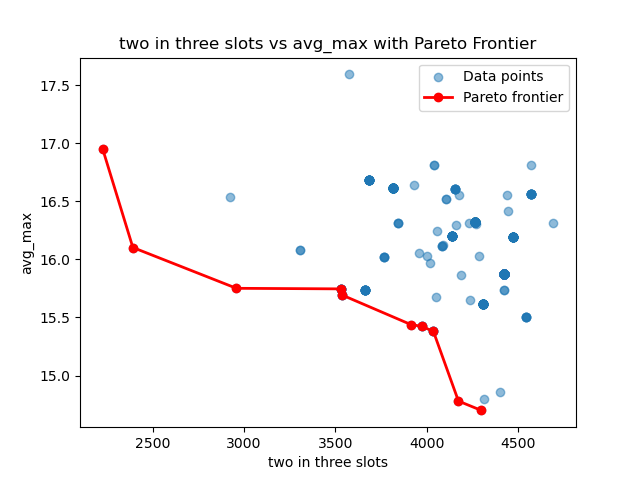 two in three slots vs avg_max with Pareto Frontier
Data points
Pareto frontier
17.5
17.0
16.5
16.0
15.5
15.0
avg_max
2500
3000
3500
4000
4500
two in three slots